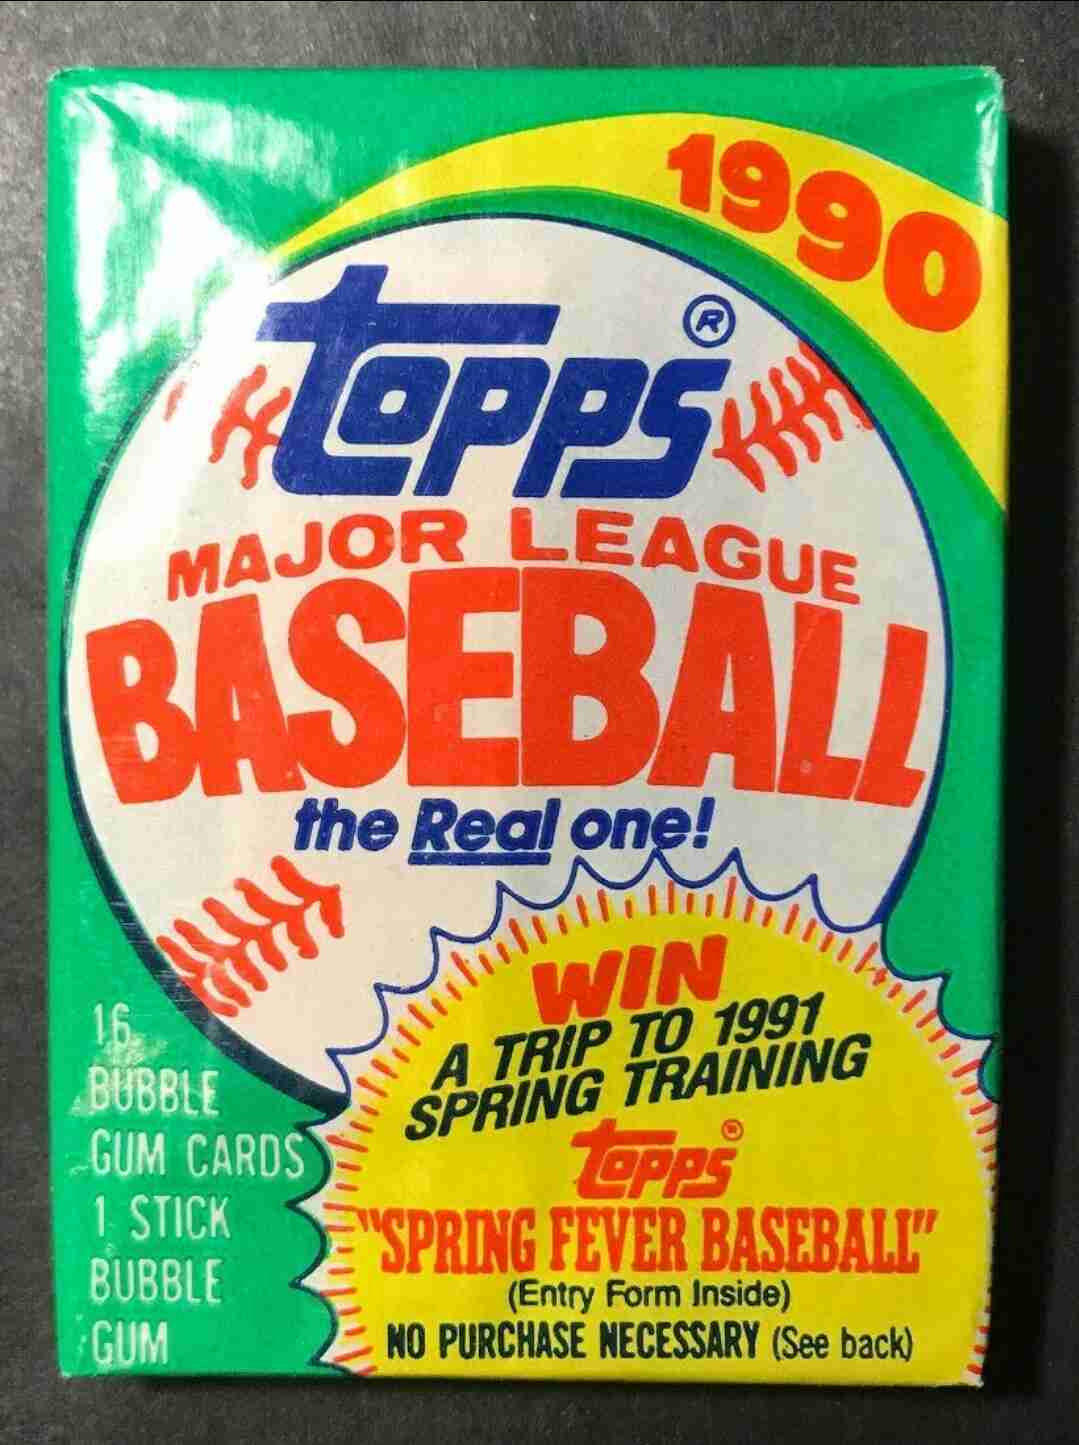 1990
Topps®
MAJOR LEAGUE
BASEBALL
the Real one!
WIN
A TRIP TO 1991
SPRING TRAINING
Topps®
"SPRING FEVER BASEBALL"
(Entry Form Inside)
NO PURCHASE NECESSARY (See back)
16
BUBBLE
GUM CARDS
1 STICK
BUBBLE
GUM